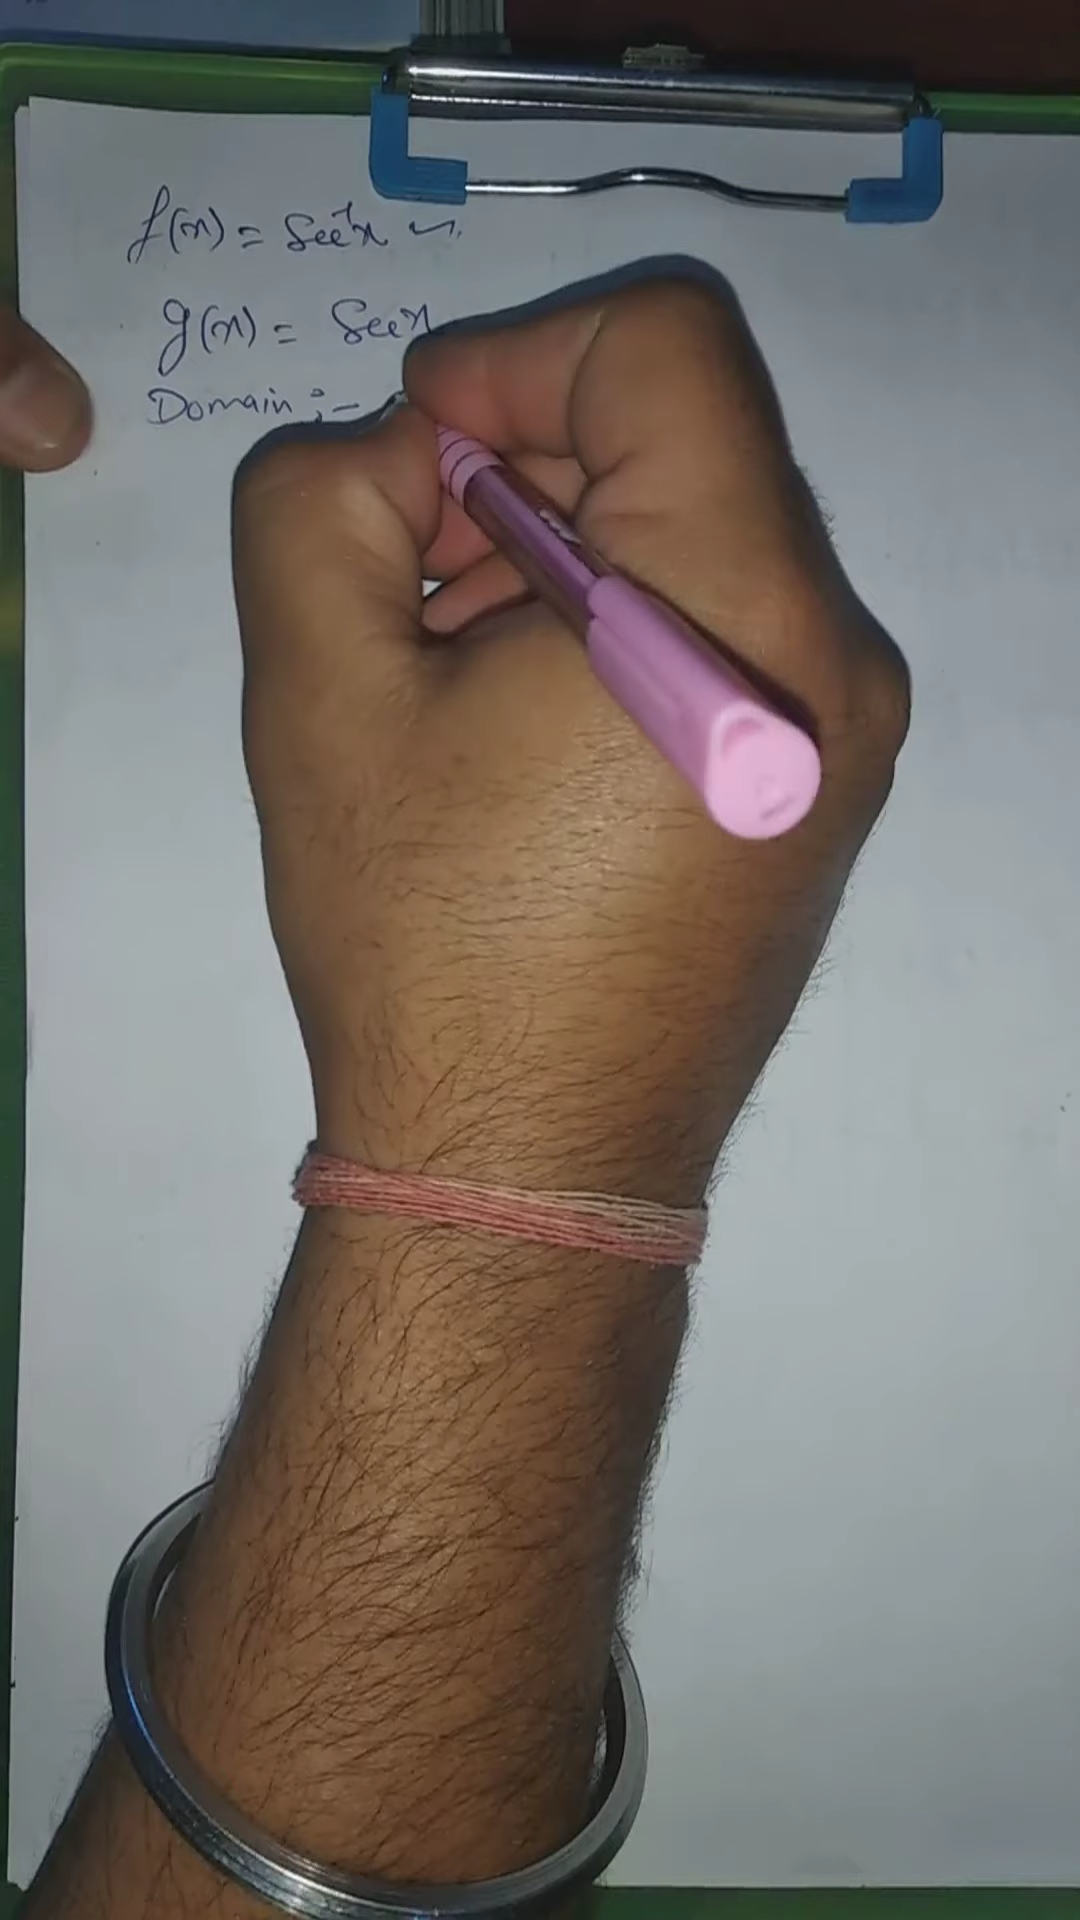 f(x) = Sec⁻¹x
g(x) = Sec x
Domain :-